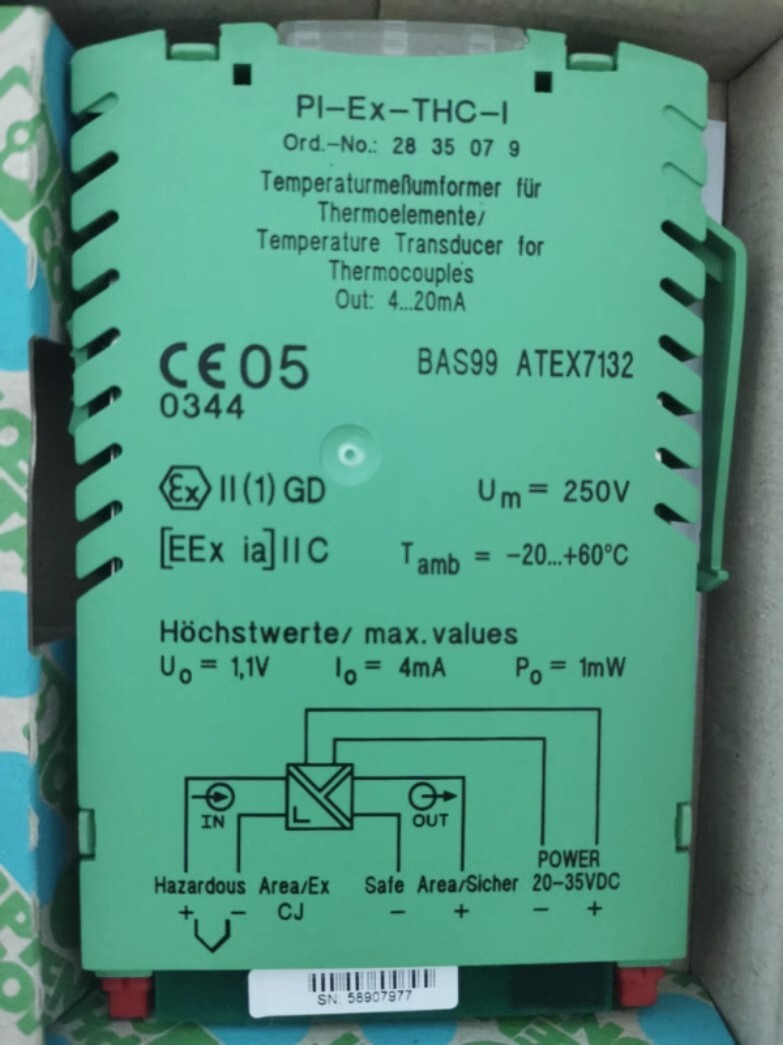 PI–Ex–THC–I
Ord.–No.: 28 35 07 9
Temperaturmeßumformer für
Thermoelemente/
Temperature Transducer for
Thermocouples
Out: 4...20mA
CE 05 BAS99 ATEX7132
0344
Ex II (1) GD Um = 250V
[EEx ia] IIC Tamb = -20...+60°C
Höchstwerte/ max. values
Uo = 1,1V Io = 4mA Po = 1mW
IN OUT
POWER
Hazardous Area/Ex Safe Area/Sicher 20-35VDC
+ – CJ – + – +
SN: 58907977